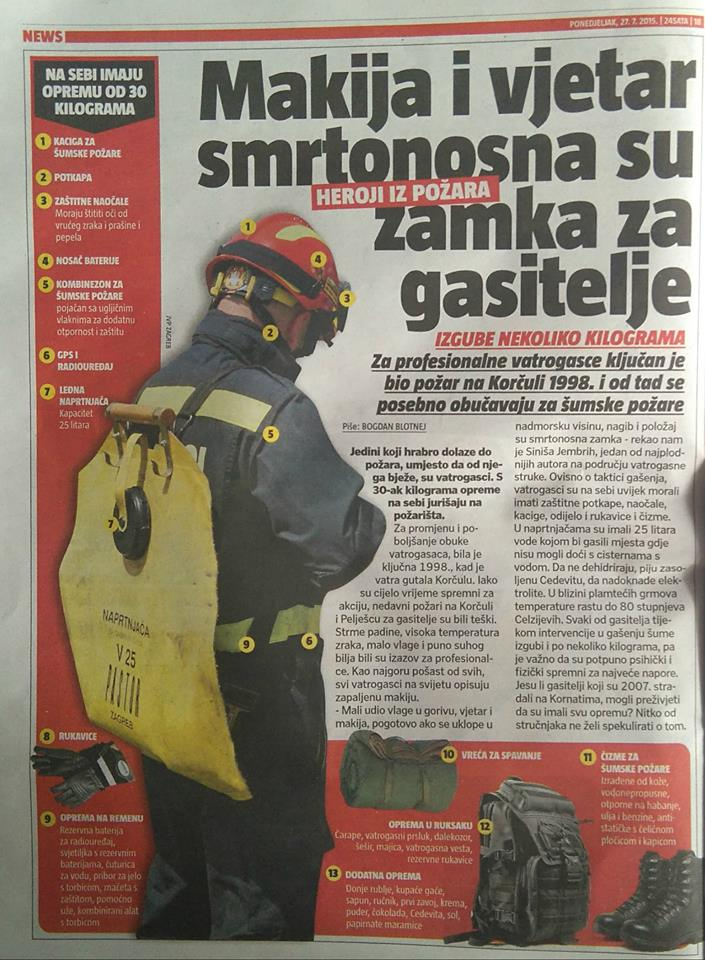 NEWS
PONEDJELJAK, 27. 7. 2015. | 24SATA | 18
NA SEBI IMAJU
OPREMU OD 30
KILOGRAMA
1 KACIGA ZA
ŠUMSKE POŽARE
2 POTKAPA
3 ZAŠTITNE NAOČALE
Moraju štititi oči od
vrućeg zraka i prašine i
pepela
4 NOSAČ BATERIJE
5 KOMBINEZON ZA
ŠUMSKE POŽARE
pojačan sa ugljičnim
vlaknima za dodatnu
otpornost i zaštitu
6 GPS I
RADIOUREĐAJ
7 LEĐNA
NAPRTNJAČA
Kapacitet
25 litara
Makija i vjetar
smrtonosna su
HEROJI IZ POŽARA
zamka za
gasitelje
IZGUBE NEKOLIKO KILOGRAMA
Za profesionalne vatrogasce ključan je
bio požar na Korčuli 1998. i od tad se
posebno obučavaju za šumske požare
JVP ZAGREB
1
4
3
2
5
7
9
6
NAPRTNJAČA
V 25
PASTOR
ZAGREB
Piše: BOGDAN BLOTNEJ
Jedini koji hrabro dolaze do
požara, umjesto da od nje-
ga bježe, su vatrogasci. S
30-ak kilograma opreme
na sebi jurišaju na
požarišta.
Za promjenu i po-
boljšanje obuke
vatrogasaca, bila je
ključna 1998., kad je
vatra gutala Korčulu. Iako
su cijelo vrijeme spremni za
akciju, nedavni požari na Korčuli
i Pelješcu za gasitelje su bili teški.
Strme padine, visoka temperatura
zraka, malo vlage i puno suhog
bilja bili su izazov za profesional-
ce. Kao najgoru pošast od svih,
svi vatrogasci na svijetu opisuju
zapaljenu makiju.
- Mali udio vlage u gorivu, vjetar i
makija, pogotovo ako se uklope u
nadmorsku visinu, nagib i položaj
su smrtonosna zamka - rekao nam
je Siniša Jembrih, jedan od najplod-
nijih autora na području vatrogasne
struke. Ovisno o taktici gašenja,
vatrogasci su na sebi uvijek morali
imati zaštitne potkape, naočale,
kacige, odijelo i rukavice i čizme.
U naprtnjačama su imali 25 litara
vode kojom bi gasili mjesta gdje
nisu mogli doći s cisternama s
vodom. Da ne dehidriraju, piju zaso-
ljenu Cedevitu, da nadoknade elek-
trolite. U blizini plamtećih grmova
temperature rastu do 80 stupnjeva
Celzijevih. Svaki od gasitelja tije-
kom intervencije u gašenju šume
izgubi i po nekoliko kilograma, pa
je važno da su potpuno psihički i
fizički spremni za najveće napore.
Jesu li gasitelji koji su 2007. stra-
dali na Kornatima, mogli preživjeti
da su imali svu opremu? Nitko od
stručnjaka ne želi spekulirati o tom.
8 RUKAVICE
9 OPREMA NA REMENU
Rezervna baterija
za radiouređaj,
svjetiljka s rezervnim
baterijama, čuturica
za vodu, pribor za jelo
s torbicom, mačeta s
zaštitom, pomoćno
uže, kombinirani alat
s torbicom
10 VREĆA ZA SPAVANJE
OPREMA U RUKSAKU 12
Čarape, vatrogasni prsluk, dalekozor,
šešir, majica, vatrogasna vesta,
rezervne rukavice
13 DODATNA OPREMA
Donje rublje, kupaće gaće,
sapun, ručnik, prvi zavoj, krema,
puder, čokolada, Cedevita, sol,
papirnate maramice
11 ČIZME ZA
ŠUMSKE POŽARE
Izrađene od kože,
vodonepropusne,
otporne na habanje,
ulja i benzine, anti-
statičke s čeličnom
pločicom i kapicom